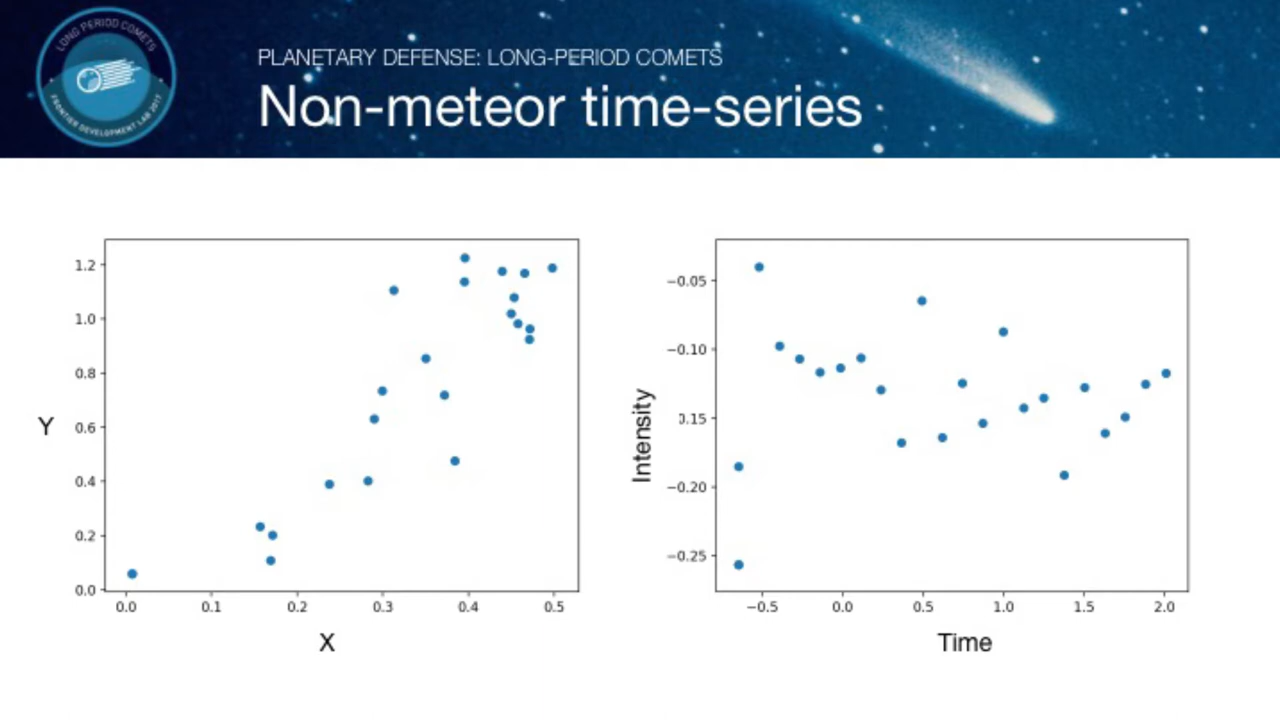 LONG PERIOD COMETS
FRONTIER DEVELOPMENT LAB 2017
PLANETARY DEFENSE: LONG-PERIOD COMETS
Non-meteor time-series
1.2
1.0
0.8
0.6
0.4
0.2
0.0
Y
0.0 0.1 0.2 0.3 0.4 0.5
X
−0.05
−0.10
0.15
−0.20
−0.25
Intensity
−0.5 0.0 0.5 1.0 1.5 2.0
Time